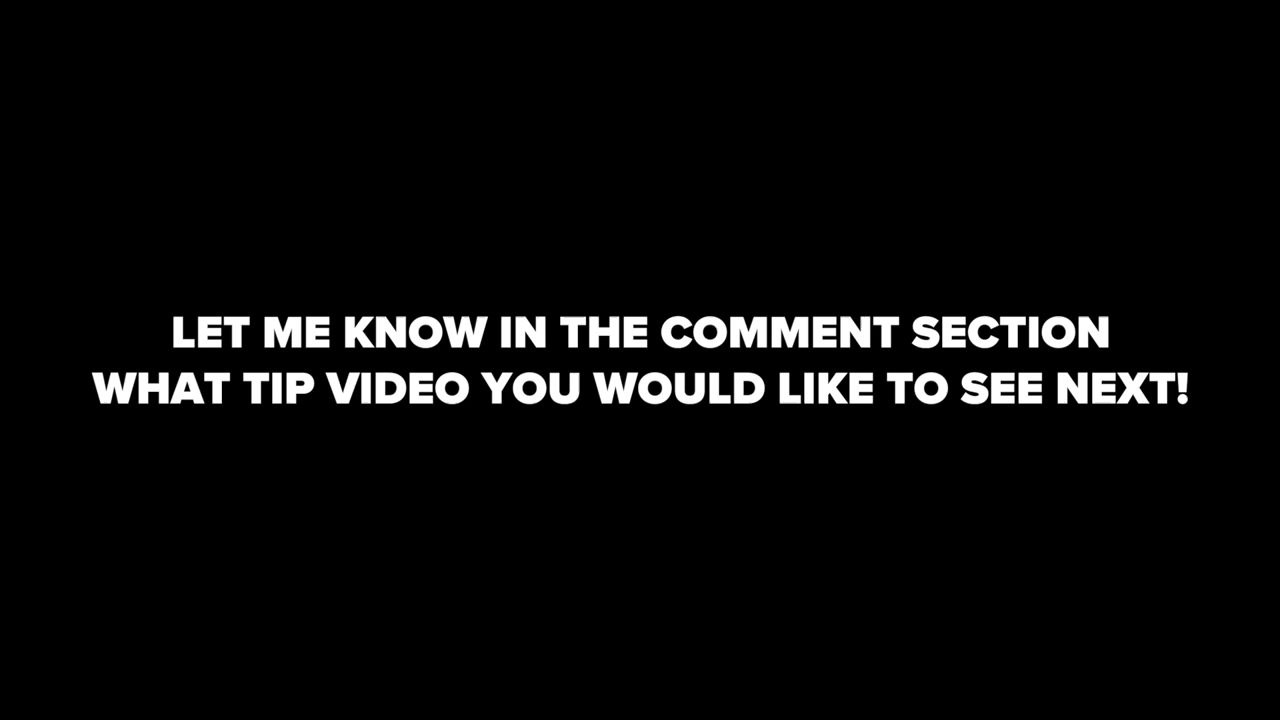 LET ME KNOW IN THE COMMENT SECTION
WHAT TIP VIDEO YOU WOULD LIKE TO SEE NEXT!